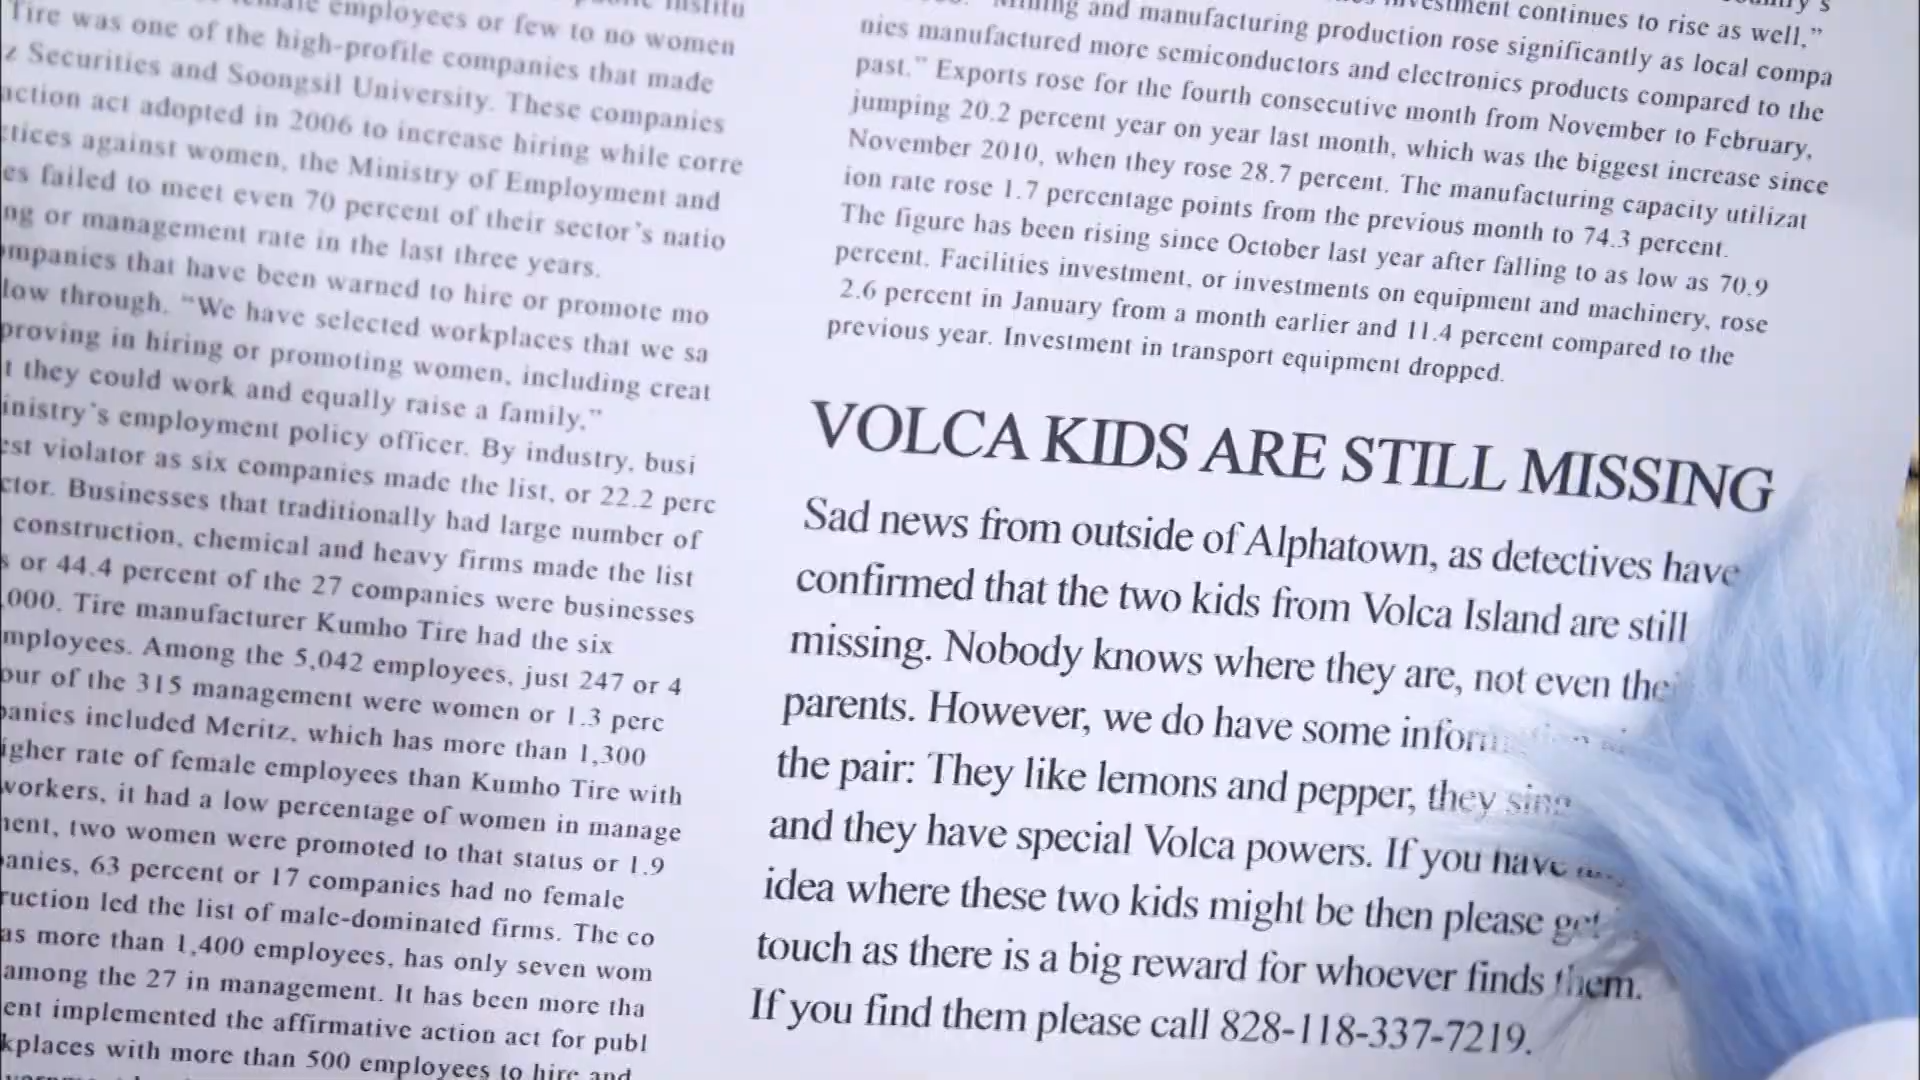 male employees or few to no women
Tire was one of the high-profile companies that made
z Securities and Soongsil University. These companies
action act adopted in 2006 to increase hiring while corre
ctices against women, the Ministry of Employment and
es failed to meet even 70 percent of their sector's natio
ng or management rate in the last three years.
ompanies that have been warned to hire or promote mo
low through. "We have selected workplaces that we sa
proving in hiring or promoting women, including creat
t they could work and equally raise a family,"
inistry's employment policy officer. By industry, busi
est violator as six companies made the list, or 22.2 perc
ctor. Businesses that traditionally had large number of
construction, chemical and heavy firms made the list
s or 44.4 percent of the 27 companies were businesses
,000. Tire manufacturer Kumho Tire had the six
mployees. Among the 5,042 employees, just 247 or 4
our of the 315 management were women or 1.3 perc
panies included Meritz, which has more than 1,300
igher rate of female employees than Kumho Tire with
workers, it had a low percentage of women in manage
ment, two women were promoted to that status or 1.9
panies, 63 percent or 17 companies had no female
ruction led the list of male-dominated firms. The co
as more than 1,400 employees, has only seven wom
among the 27 in management. It has been more tha
ent implemented the affirmative action act for publ
kplaces with more than 500 employees to hire and
investment continues to rise as well,"
"Mining and manufacturing production rose significantly as local compa
nies manufactured more semiconductors and electronics products compared to the
past." Exports rose for the fourth consecutive month from November to February,
jumping 20.2 percent year on year last month, which was the biggest increase since
November 2010, when they rose 28.7 percent. The manufacturing capacity utilizat
ion rate rose 1.7 percentage points from the previous month to 74.3 percent.
The figure has been rising since October last year after falling to as low as 70.9
percent. Facilities investment, or investments on equipment and machinery, rose
2.6 percent in January from a month earlier and 11.4 percent compared to the
previous year. Investment in transport equipment dropped.
VOLCA KIDS ARE STILL MISSING
Sad news from outside of Alphatown, as detectives have
confirmed that the two kids from Volca Island are still
missing. Nobody knows where they are, not even the
parents. However, we do have some
the pair: They like lemons and pepper, they sing
and they have special Volca powers. If you have
idea where these two kids might be then please get
touch as there is a big reward for whoever finds them.
If you find them please call 828-118-337-7219.